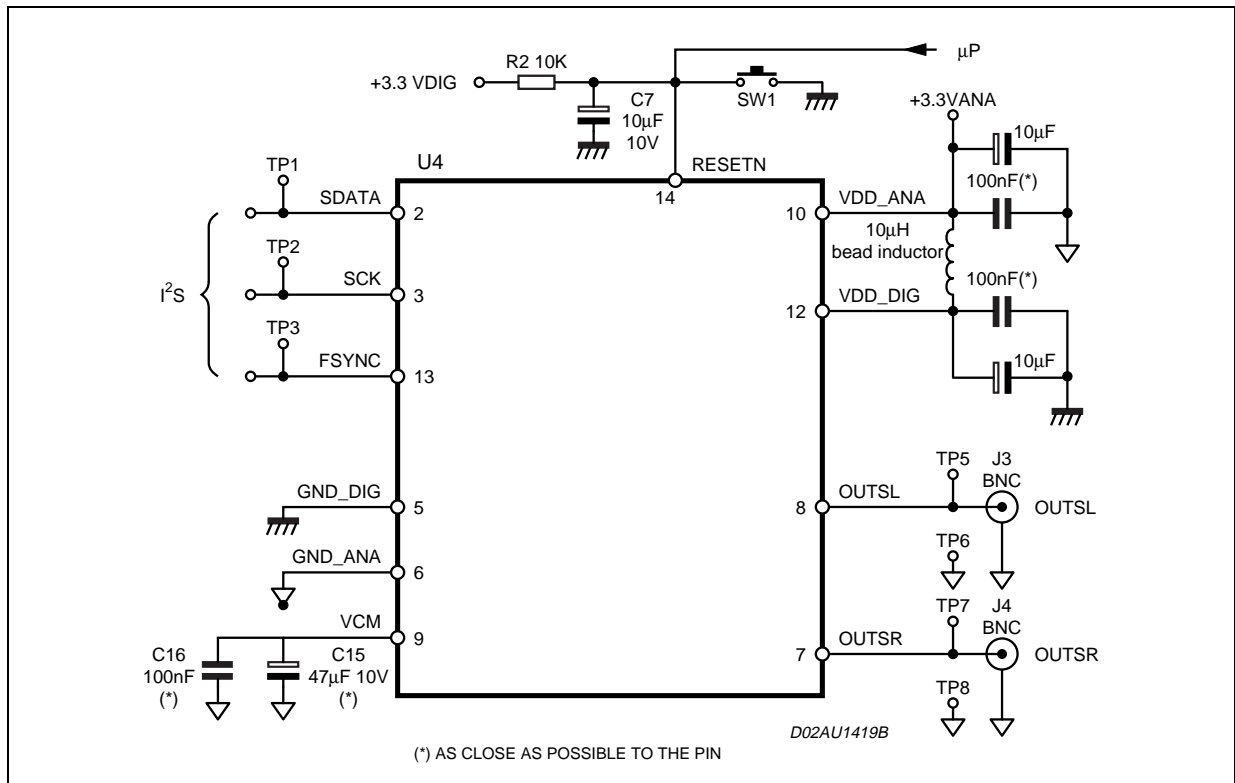 µP
R2 10K
+3.3 VDIG
SW1
C7
10µF
10V
+3.3VANA
10µF
U4
RESETN
14
100nF(*)
TP1
SDATA
2
10
VDD_ANA
10µH
bead inductor
TP2
SCK
3
I²S
100nF(*)
12
VDD_DIG
TP3
FSYNC
13
10µF
GND_DIG
5
TP5
J3
BNC
8
OUTSL
OUTSL
GND_ANA
6
TP6
VCM
9
TP7
J4
BNC
C16
100nF
(*)
C15
47µF 10V
(*)
7
OUTSR
OUTSR
TP8
D02AU1419B
(*) AS CLOSE AS POSSIBLE TO THE PIN